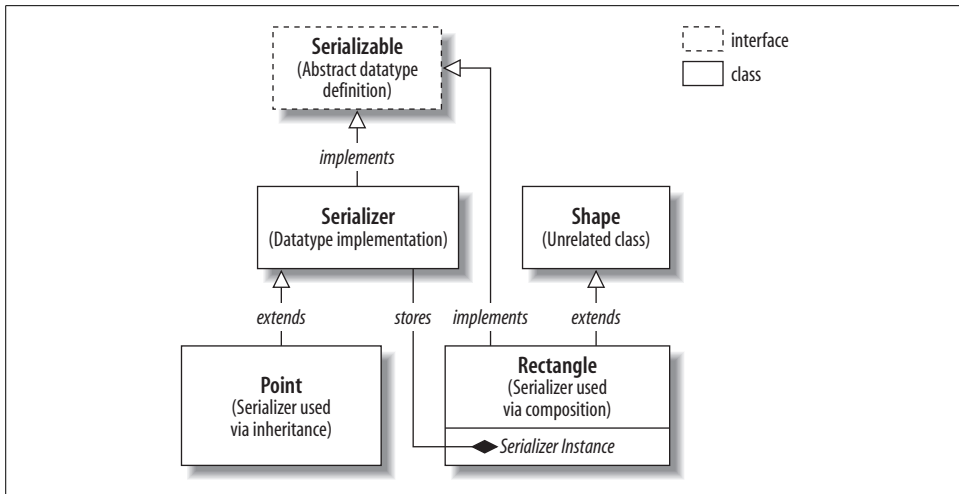 Serializable
(Abstract datatype
definition)
interface
class
implements
Serializer
(Datatype implementation)
Shape
(Unrelated class)
extends
stores
implements
extends
Point
(Serializer used
via inheritance)
Rectangle
(Serializer used
via composition)
Serializer Instance